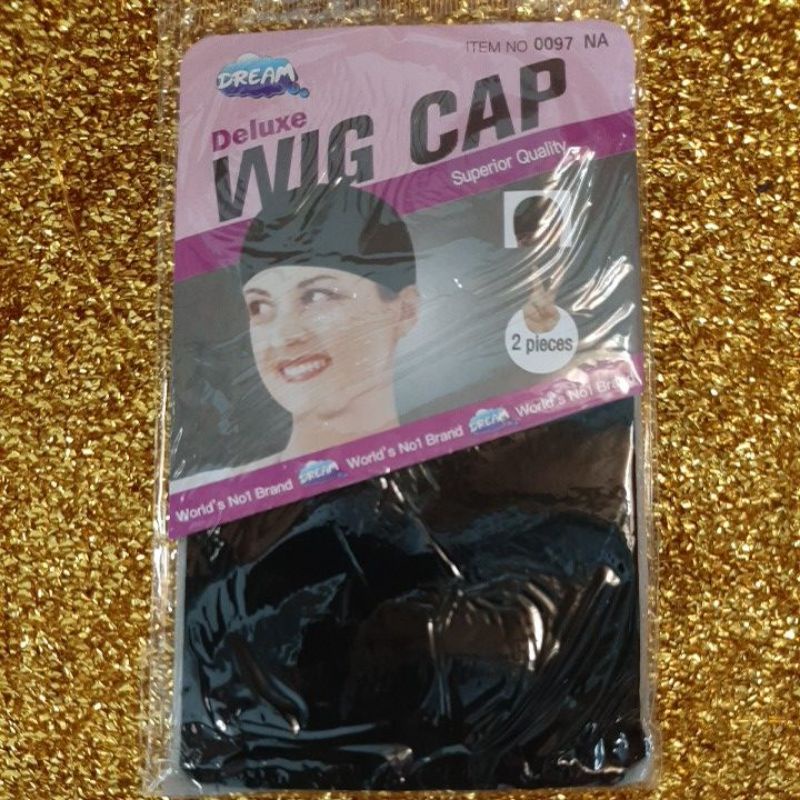 ITEM NO 0097 NA
DREAM
Deluxe
WIG CAP
Superior Quality
2 pieces
World's No1 Brand DREAM World's No1 Brand DREAM World's No1 Brand